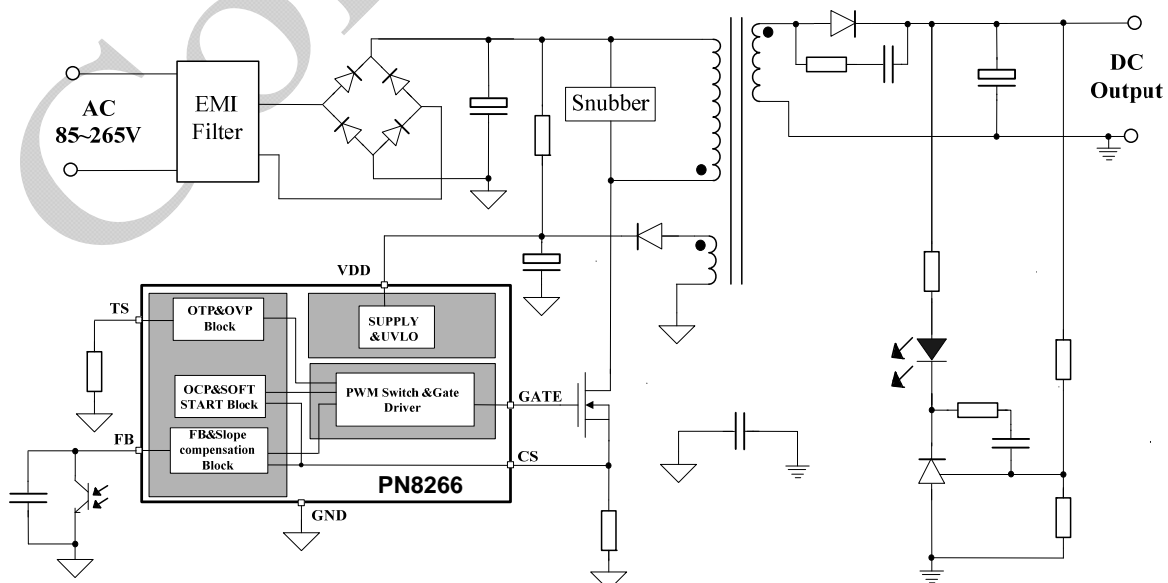 AC
85~265V
EMI
Filter
Snubber
DC
Output
VDD
TS
OTP&OVP
Block
SUPPLY
&UVLO
OCP&SOFT
START Block
PWM Switch &Gate
Driver
GATE
FB
FB&Slope
compensation
Block
CS
PN8266
GND